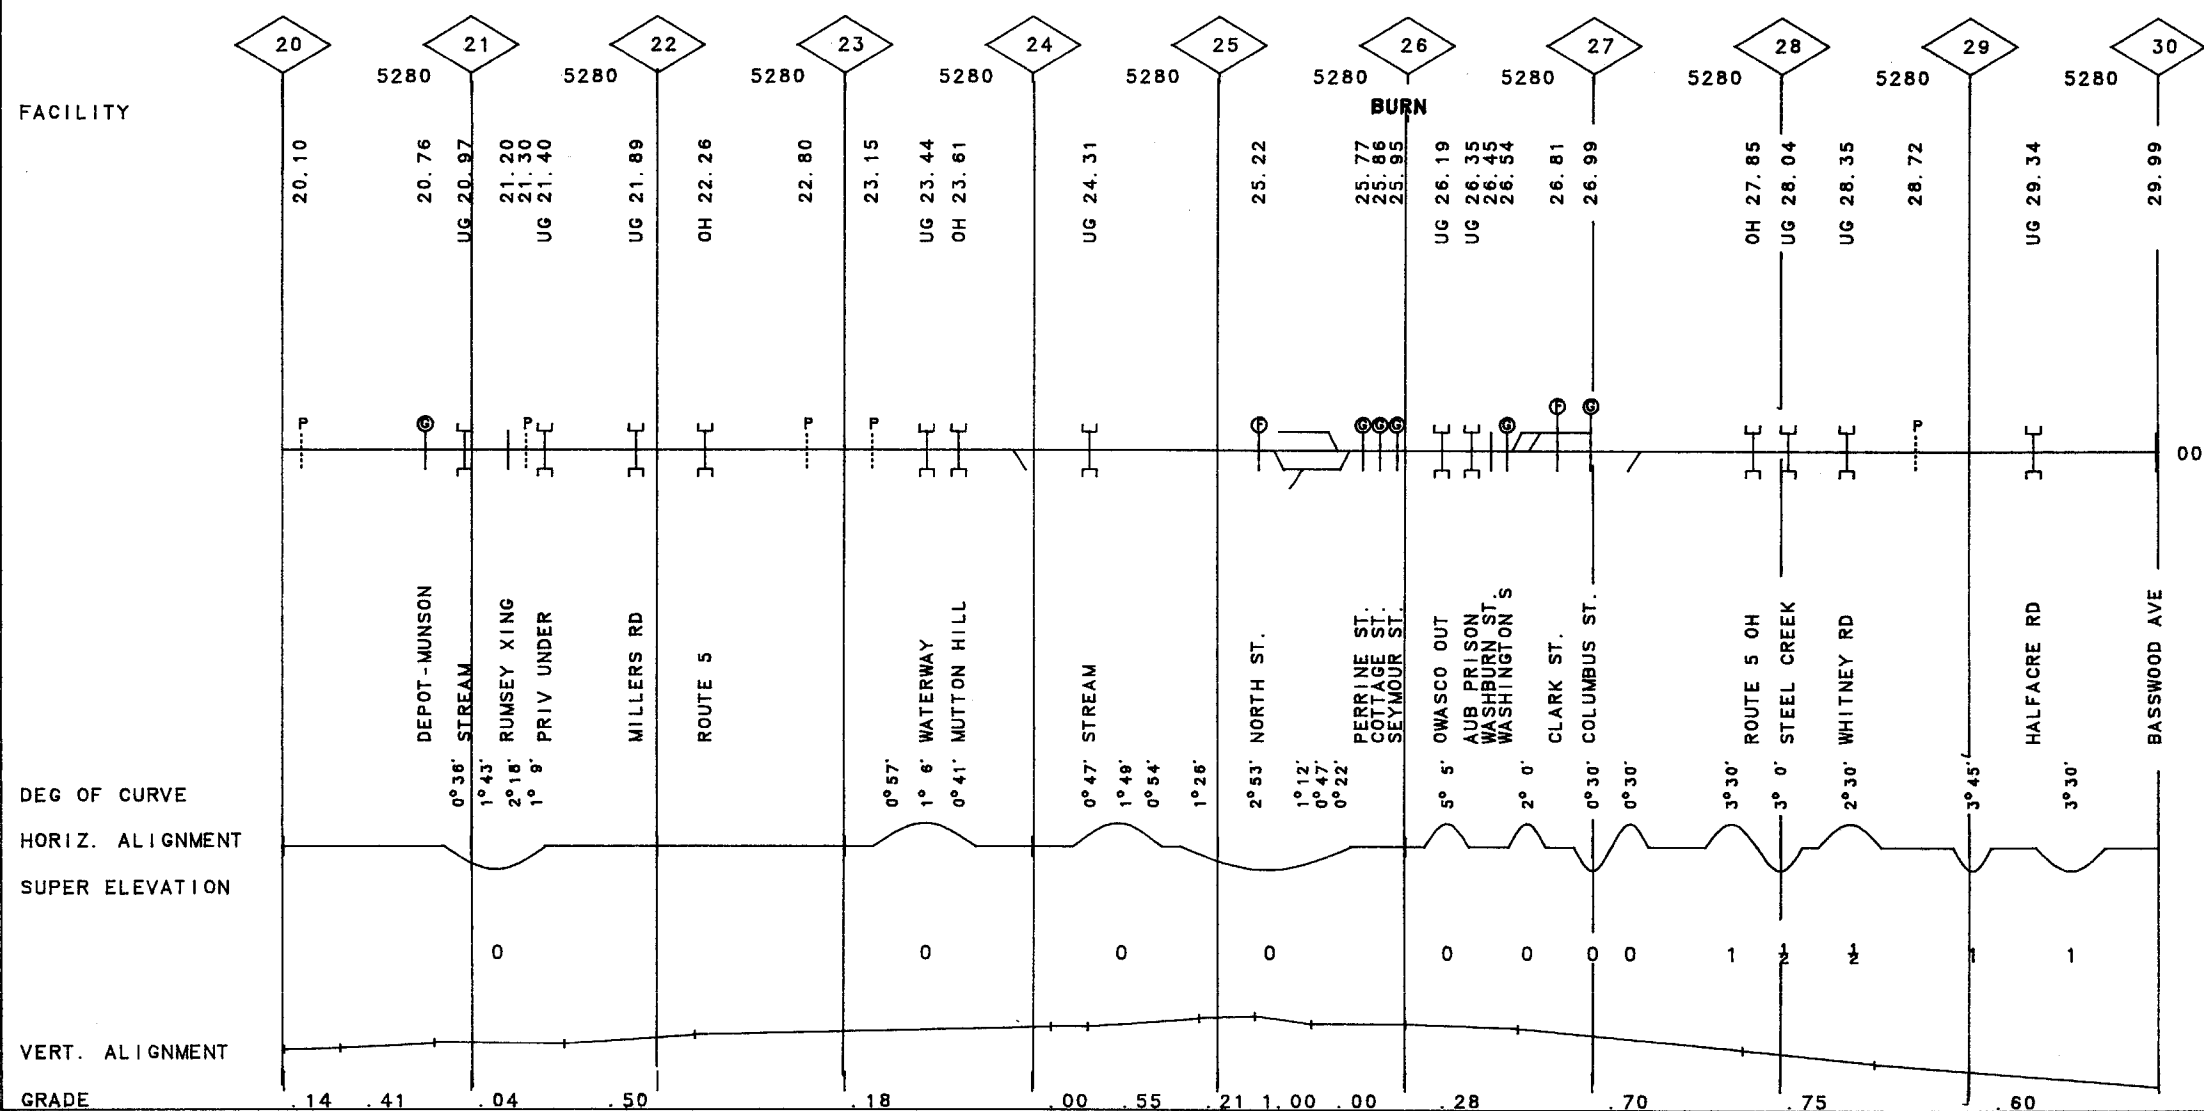 20 21 22 23 24 25 26 27 28 29 30
5280 5280 5280 5280 5280 5280 5280 5280 5280 5280
FACILITY
BURN
20.10
20.76
UG 20.97
21.20
21.30
UG 21.40
UG 21.89
OH 22.26
22.80
23.15
UG 23.44
OH 23.61
UG 24.31
25.22
25.77
25.86
25.95
UG 26.19
UG 26.35
26.45
26.54
26.81
26.99
OH 27.85
UG 28.04
UG 28.35
28.72
UG 29.34
29.99
P G P P P F G G G G F G P
00
DEPOT-MUNSON
STREAM
RUMSEY XING
PRIV UNDER
MILLERS RD
ROUTE 5
WATERWAY
MUTTON HILL
STREAM
NORTH ST.
PERRINE ST.
COTTAGE ST.
SEYMOUR ST.
OWASCO OUT
AUB PRISON
WASHBURN ST.
WASHINGTON S
CLARK ST.
COLUMBUS ST.
ROUTE 5 OH
STEEL CREEK
WHITNEY RD
HALFACRE RD
BASSWOOD AVE
DEG OF CURVE
0°36'
1°43'
2°18'
1° 9'
0°57'
1° 6'
0°41'
0°47'
1°49'
0°54'
1°26'
2°53'
1°12'
0°47'
0°22'
5° 5'
2° 0'
0°30'
0°30'
3°30'
3° 0'
2°30'
3°45'
3°30'
HORIZ. ALIGNMENT
SUPER ELEVATION
0 0 0 0 0 0 0 0 1 ½ ½ 1 1
VERT. ALIGNMENT
GRADE .14 .41 .04 .50 .18 .00 .55 .21 1.00 .00 .28 .70 .75 .60